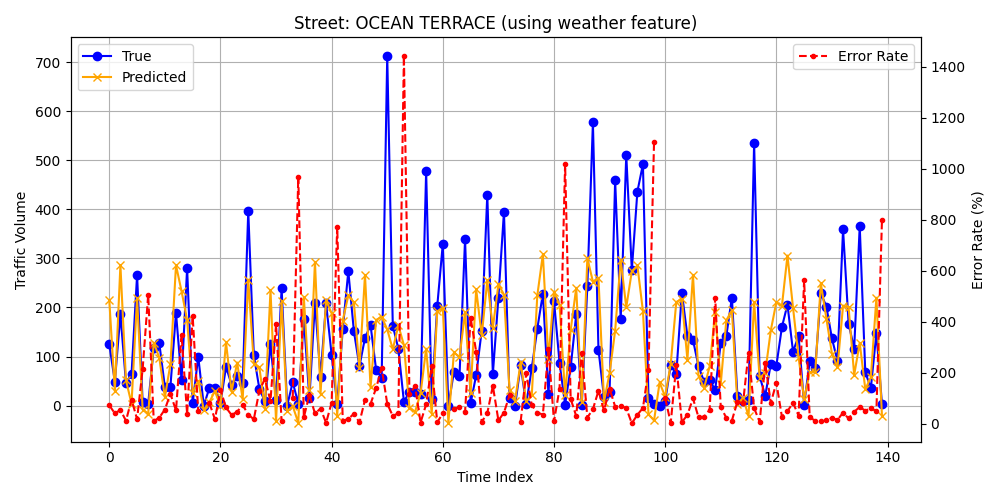 Street: OCEAN TERRACE (using weather feature)
True
Predicted
Error Rate
Traffic Volume
700
600
500
400
300
200
100
0
1400
1200
1000
800
600
400
200
0
Error Rate (%)
0 20 40 60 80 100 120 140
Time Index